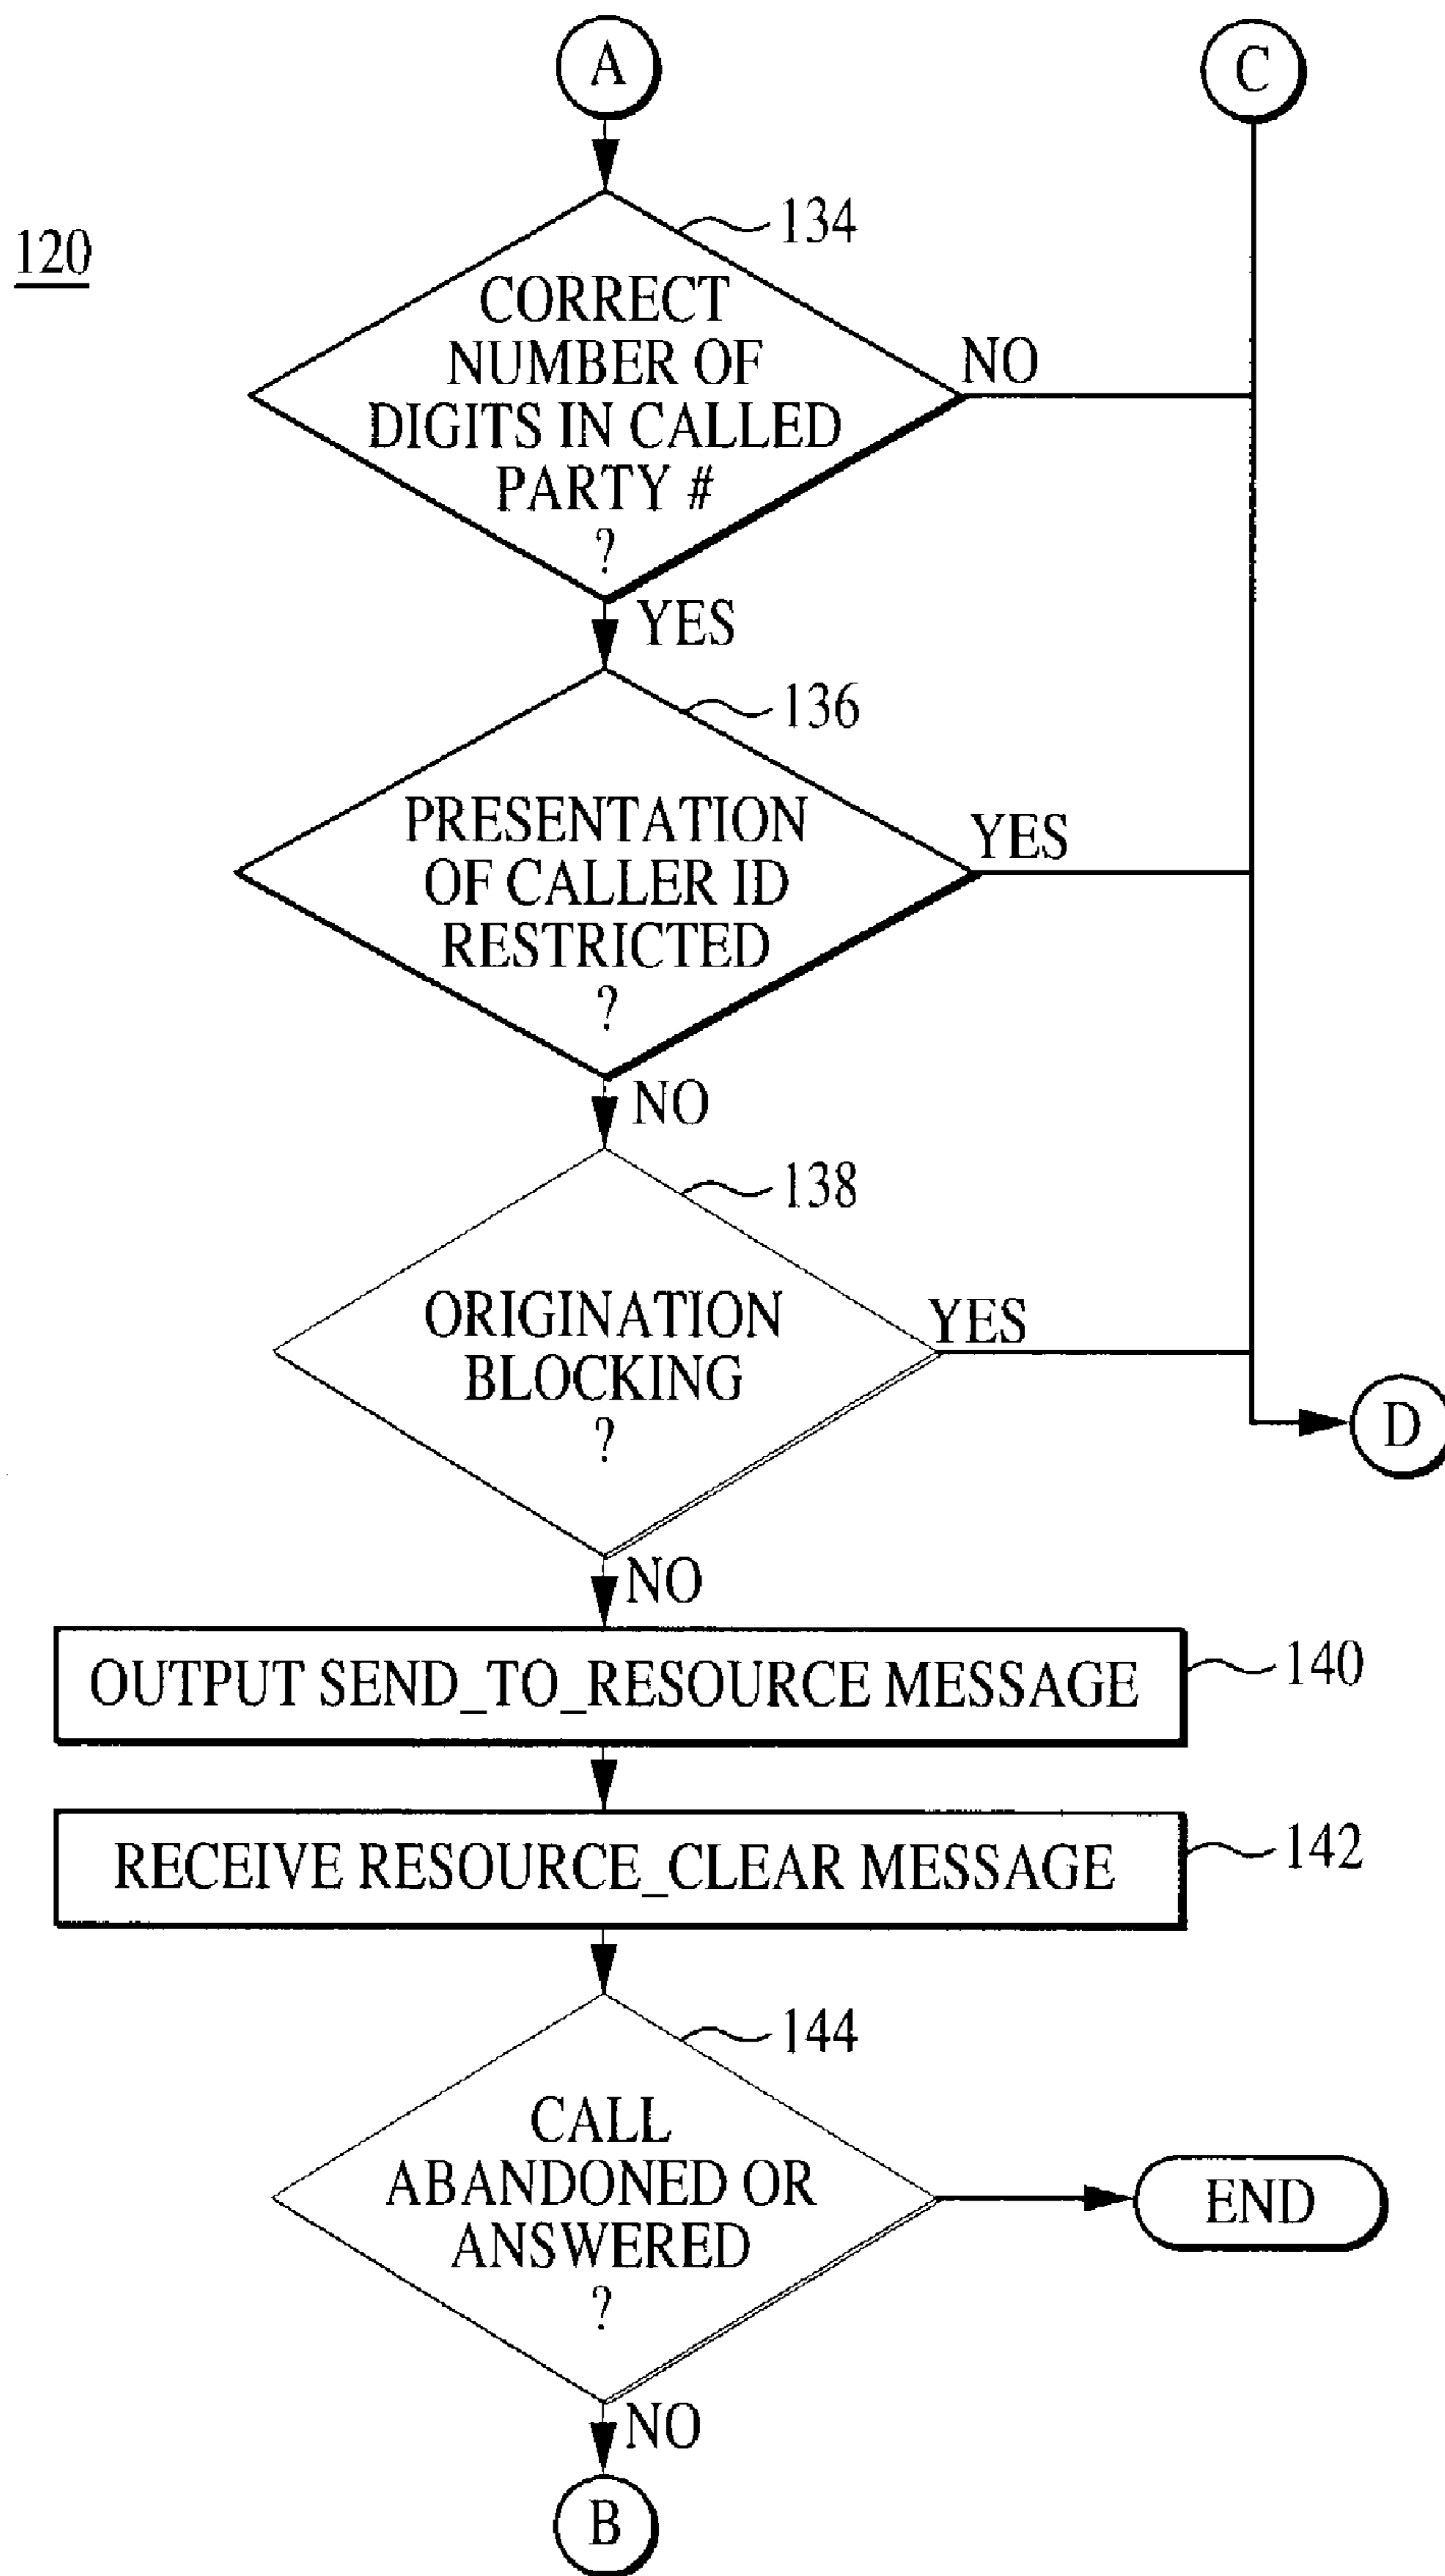 A
C
120
134
CORRECT
NUMBER OF
DIGITS IN CALLED
PARTY #
?
NO
YES
136
PRESENTATION
OF CALLER ID
RESTRICTED
?
YES
NO
138
ORIGINATION
BLOCKING
?
YES
D
NO
OUTPUT SEND_TO_RESOURCE MESSAGE
140
RECEIVE RESOURCE_CLEAR MESSAGE
142
144
CALL
ABANDONED OR
ANSWERED
?
END
NO
B